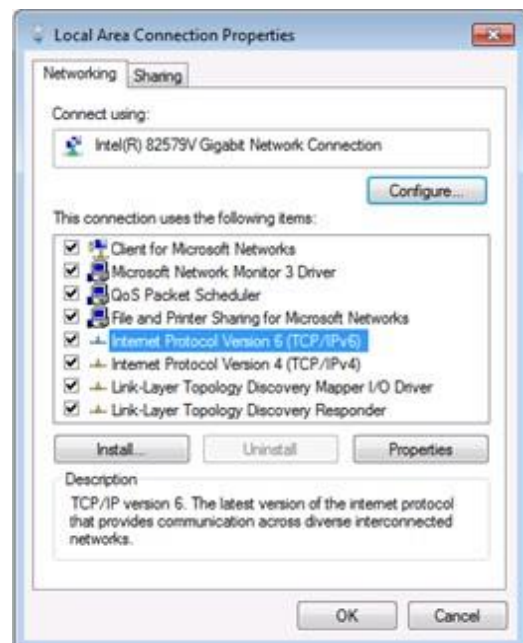 Local Area Connection Properties
Networking
Sharing
Connect using:
Intel(R) 82579V Gigabit Network Connection
Configure...
This connection uses the following items:
Client for Microsoft Networks
Microsoft Network Monitor 3 Driver
QoS Packet Scheduler
File and Printer Sharing for Microsoft Networks
Internet Protocol Version 6 (TCP/IPv6)
Internet Protocol Version 4 (TCP/IPv4)
Link-Layer Topology Discovery Mapper I/O Driver
Link-Layer Topology Discovery Responder
Install...
Uninstall
Properties
Description
TCP/IP version 6. The latest version of the internet protocol
that provides communication across diverse interconnected
networks.
OK
Cancel